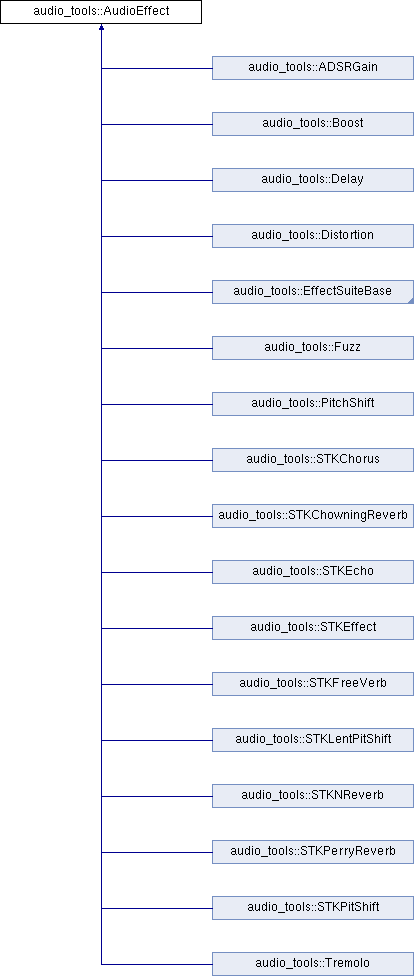 audio_tools::AudioEffect
audio_tools::ADSRGain
audio_tools::Boost
audio_tools::Delay
audio_tools::Distortion
audio_tools::EffectSuiteBase
audio_tools::Fuzz
audio_tools::PitchShift
audio_tools::STKChorus
audio_tools::STKChowningReverb
audio_tools::STKEcho
audio_tools::STKEffect
audio_tools::STKFreeVerb
audio_tools::STKLentPitShift
audio_tools::STKNReverb
audio_tools::STKPerryReverb
audio_tools::STKPitShift
audio_tools::Tremolo